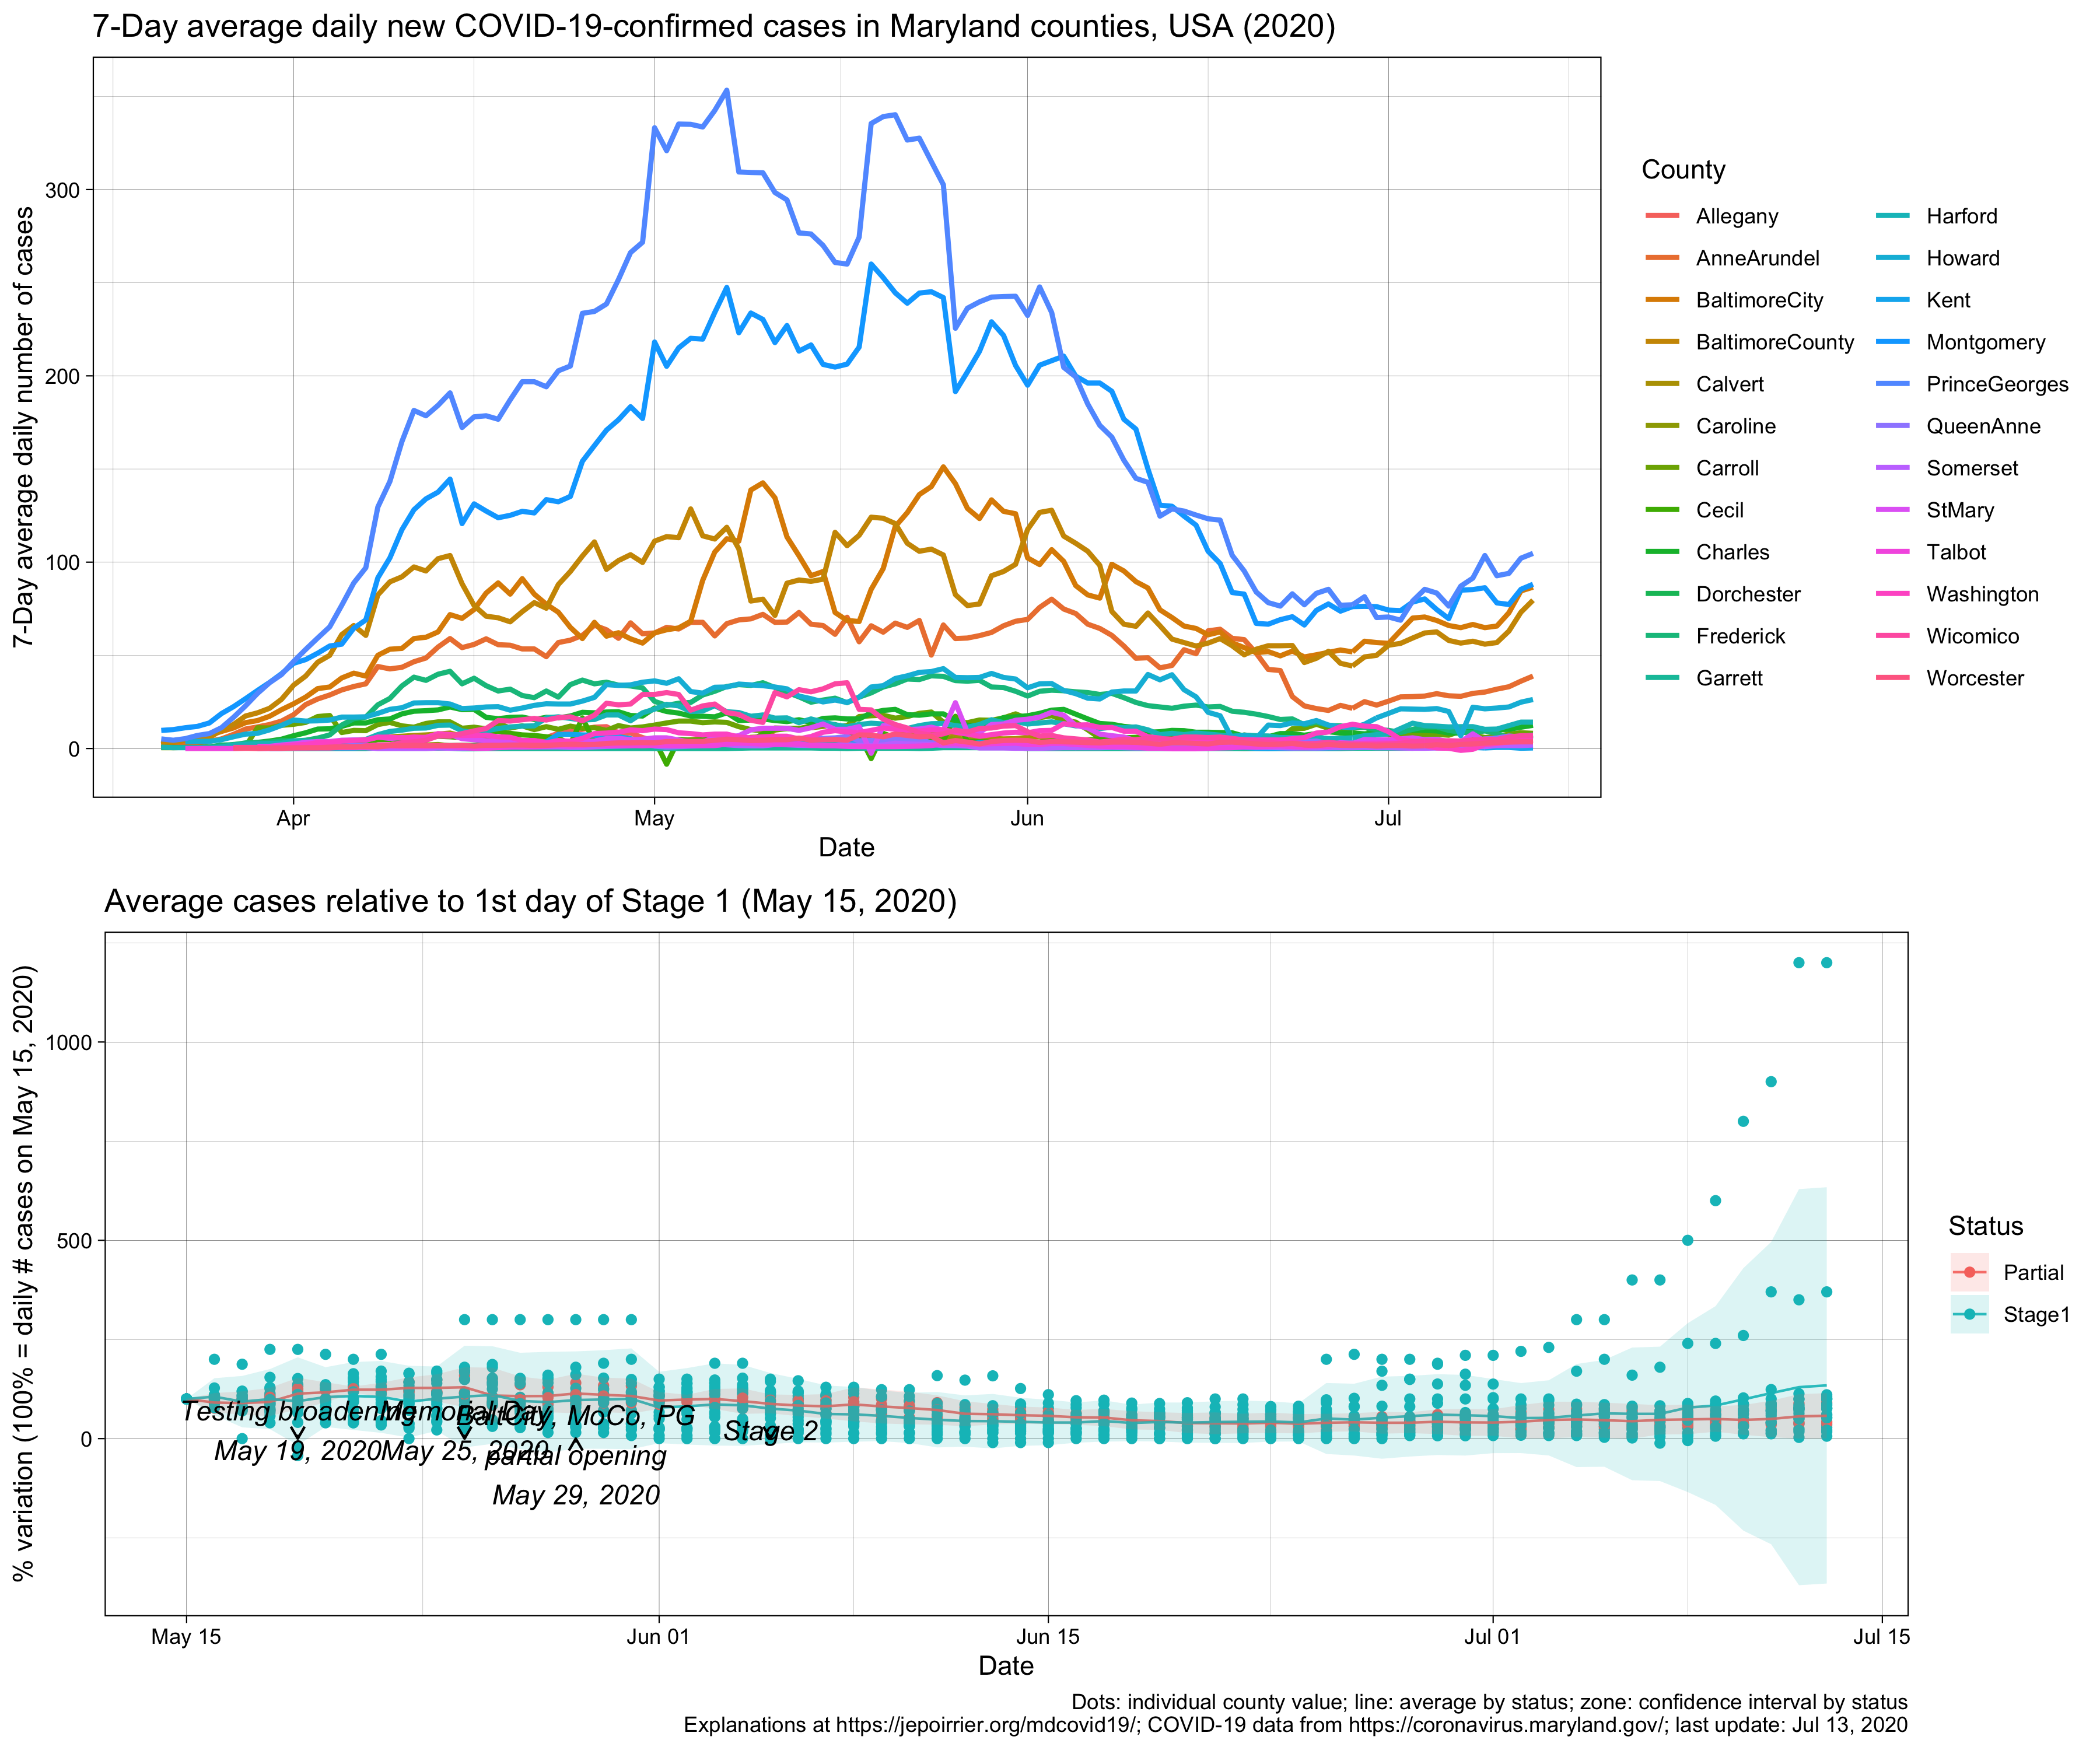 7-Day average daily new COVID-19-confirmed cases in Maryland counties, USA (2020)
7-Day average daily number of cases
300
200
100
0
Apr
May
Jun
Jul
Date
County
Allegany
AnneArundel
BaltimoreCity
BaltimoreCounty
Calvert
Caroline
Carroll
Cecil
Charles
Dorchester
Frederick
Garrett
Harford
Howard
Kent
Montgomery
PrinceGeorges
QueenAnne
Somerset
StMary
Talbot
Washington
Wicomico
Worcester
Average cases relative to 1st day of Stage 1 (May 15, 2020)
% variation (100% = daily # cases on May 15, 2020)
1000
500
0
Testing broadening
May 19, 2020
Memorial Day
May 25, 2020
BaltCity, MoCo, PG
partial opening
May 29, 2020
Stage 2
May 15
Jun 01
Jun 15
Jul 01
Jul 15
Date
Status
Partial
Stage1
Dots: individual county value; line: average by status; zone: confidence interval by status
Explanations at https://jepoirrier.org/mdcovid19/; COVID-19 data from https://coronavirus.maryland.gov/; last update: Jul 13, 2020